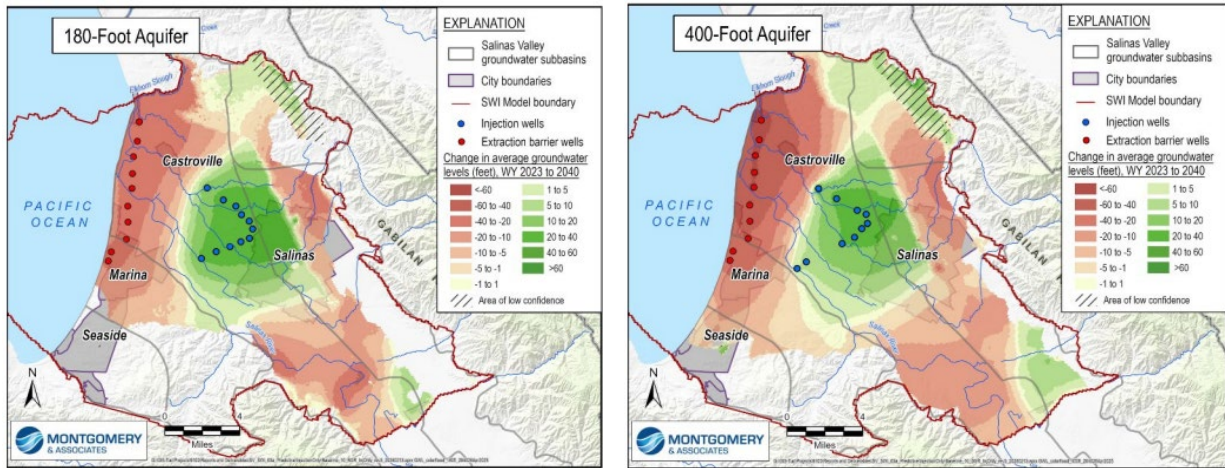 180-Foot Aquifer
Elkhorn Slough
Castroville
PACIFIC
OCEAN
Salinas
Marina
Seaside
Salinas River
GABILAN
N
4
0
Miles
MONTGOMERY
& ASSOCIATES
EXPLANATION
Salinas Valley
groundwater subbasins
City boundaries
SWI Model boundary
Injection wells
Extraction barrier wells
Change in average groundwater
levels (feet), WY 2023 to 2040
<-60
-60 to -40
-40 to -20
-20 to -10
-10 to -5
-5 to -1
-1 to 1
1 to 5
5 to 10
10 to 20
20 to 40
40 to 60
>60
Area of low confidence
400-Foot Aquifer
Elkhorn Slough
Castroville
PACIFIC
OCEAN
Salinas
Marina
Seaside
Salinas River
GABILAN
N
4
0
Miles
MONTGOMERY
& ASSOCIATES
EXPLANATION
Salinas Valley
groundwater subbasins
City boundaries
SWI Model boundary
Injection wells
Extraction barrier wells
Change in average groundwater
levels (feet), WY 2023 to 2040
<-60
-60 to -40
-40 to -20
-20 to -10
-10 to -5
-5 to -1
-1 to 1
1 to 5
5 to 10
10 to 20
20 to 40
40 to 60
>60
Area of low confidence